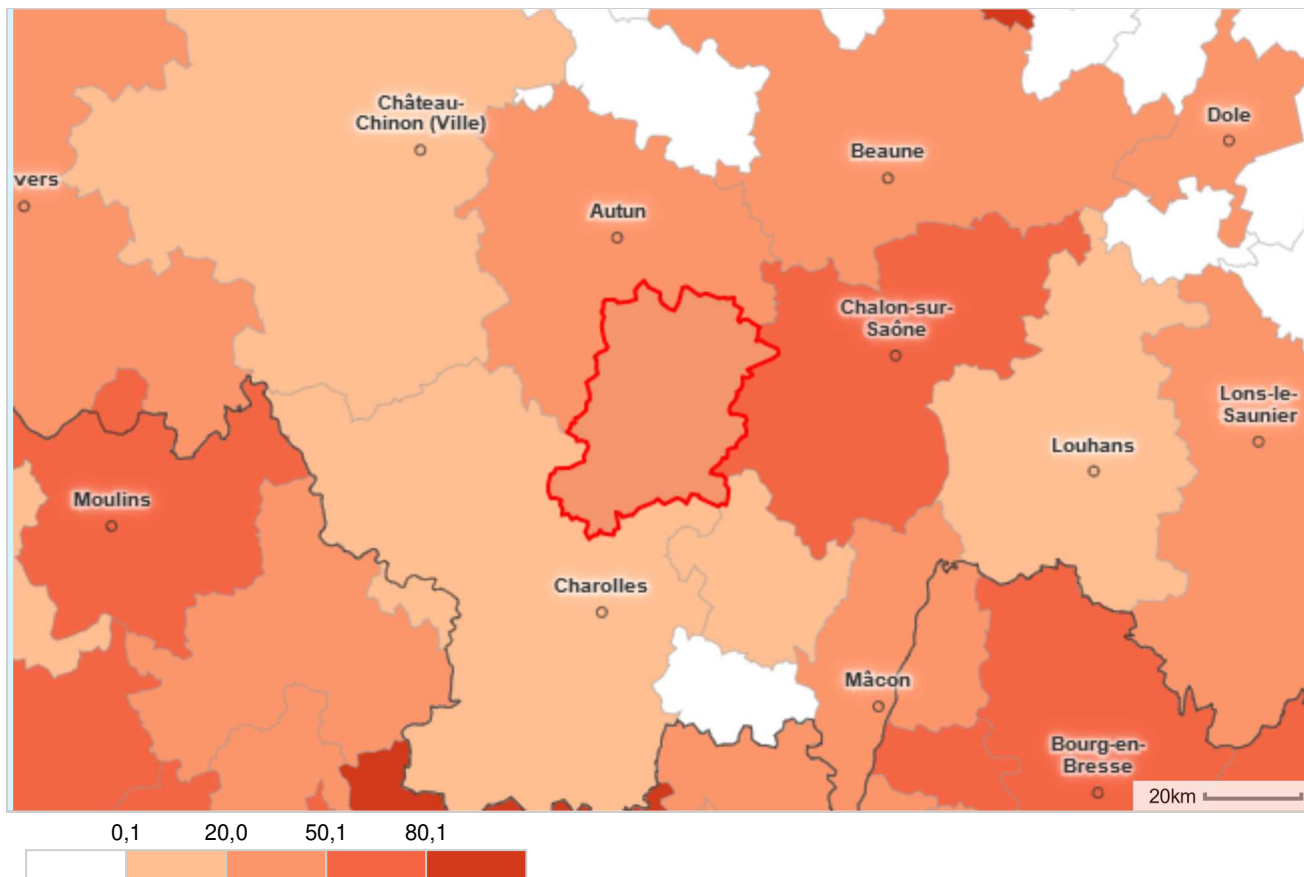 Château-
Chinon (Ville)
Dole
Beaune
vers
Autun
Chalon-sur-
Saône
Lons-le-
Saunier
Louhans
Moulins
Charolles
Mâcon
Bourg-en-
Bresse
20km
0,1 20,0 50,1 80,1